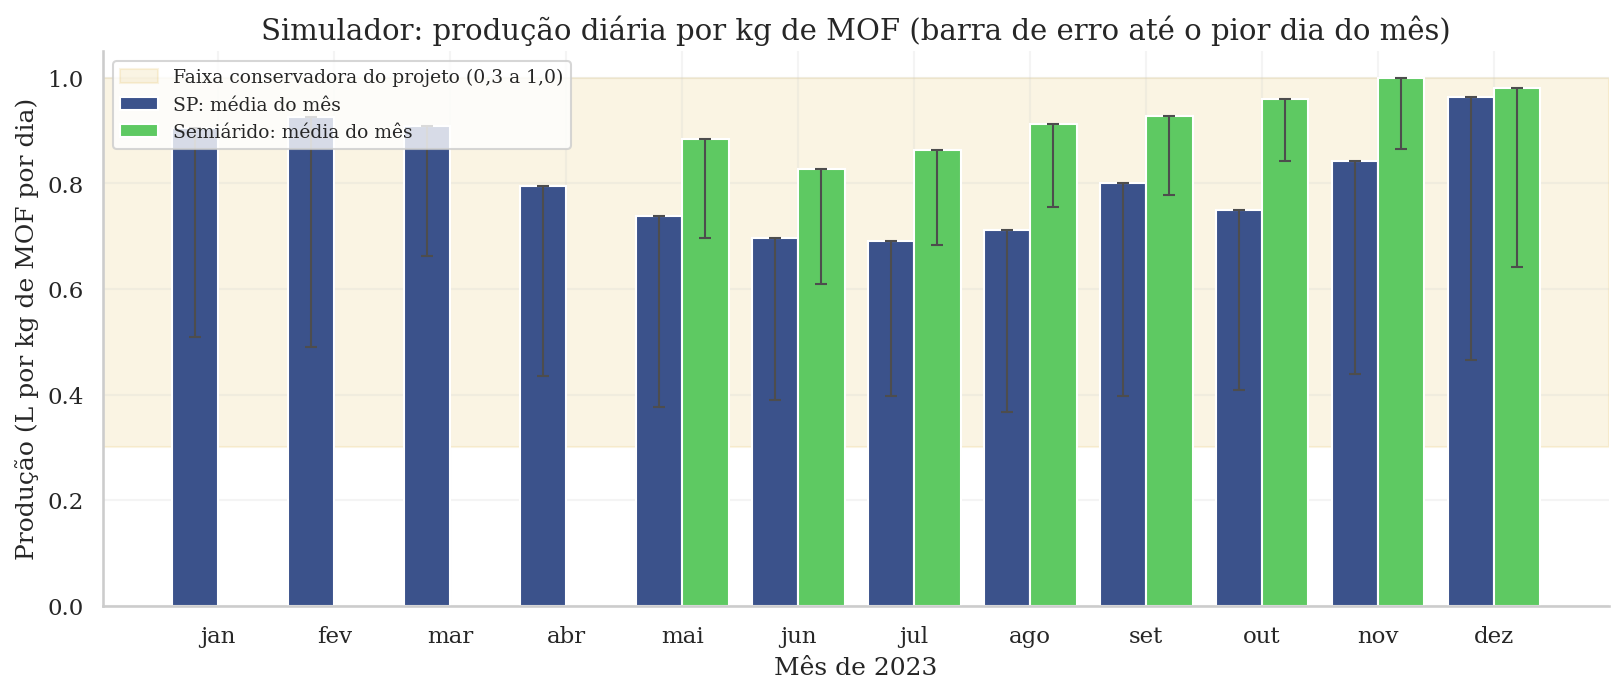 Simulador: produção diária por kg de MOF (barra de erro até o pior dia do mês)
Faixa conservadora do projeto (0,3 a 1,0)
SP: média do mês
Semiárido: média do mês
Produção (L por kg de MOF por dia)
1.0
0.8
0.6
0.4
0.2
0.0
jan fev mar abr mai jun jul ago set out nov dez
Mês de 2023